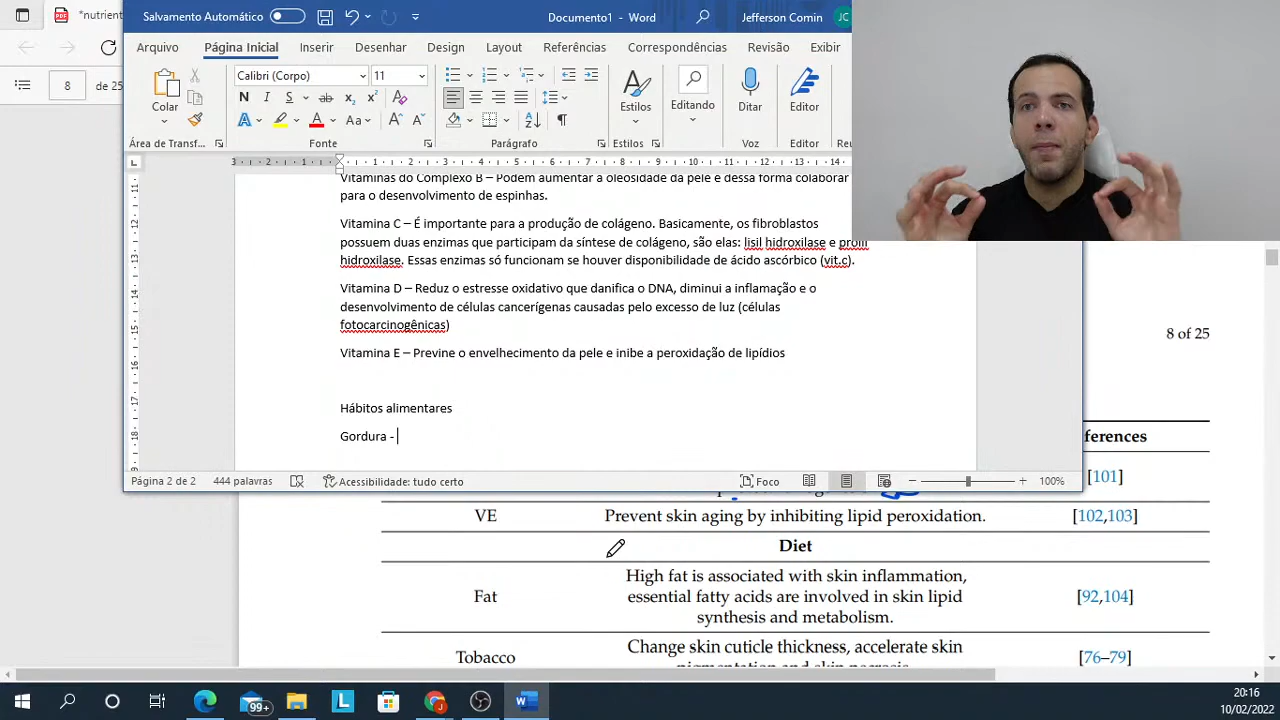 "nutrient
Salvamento Automático
Documento1 - Word
Jefferson Comin
JC
Arquivo
Página Inicial
Inserir
Desenhar
Design
Layout
Referências
Correspondências
Revisão
Exibir
8
de 25
Colar
Calibri (Corpo)
11
Estilos
Editando
Ditar
Editor
Área de Transf...
Fonte
Parágrafo
Estilos
Voz
Editor
Vitaminas do Complexo B – Podem aumentar a oleosidade da pele e dessa forma colaborar
para o desenvolvimento de espinhas.
Vitamina C – É importante para a produção de colágeno. Basicamente, os fibroblastos
possuem duas enzimas que participam da síntese de colágeno, são elas: lisil hidroxilase e prolil
hidroxilase. Essas enzimas só funcionam se houver disponibilidade de ácido ascórbico (vit.c).
Vitamina D – Reduz o estresse oxidativo que danifica o DNA, diminui a inflamação e o
desenvolvimento de células cancerígenas causadas pelo excesso de luz (células
fotocarcinogênicas)
Vitamina E – Previne o envelhecimento da pele e inibe a peroxidação de lipídios
Hábitos alimentares
Gordura -
Página 2 de 2
444 palavras
Acessibilidade: tudo certo
Foco
100%
8 of 25
ferences
[101]
VE Prevent skin aging by inhibiting lipid peroxidation. [102,103]
Diet
High fat is associated with skin inflammation,
Fat essential fatty acids are involved in skin lipid [92,104]
synthesis and metabolism.
Change skin cuticle thickness, accelerate skin
Tobacco [76–79]
99+
20:16
10/02/2022